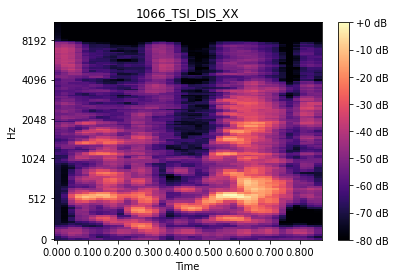 1066_TSI_DIS_XX
+0 dB
8192
-10 dB
4096
-20 dB
-30 dB
2048
Hz
-40 dB
1024
-50 dB
512
-60 dB
-70 dB
0
-80 dB
0.000 0.100 0.200 0.300 0.400 0.500 0.600 0.700 0.800
Time